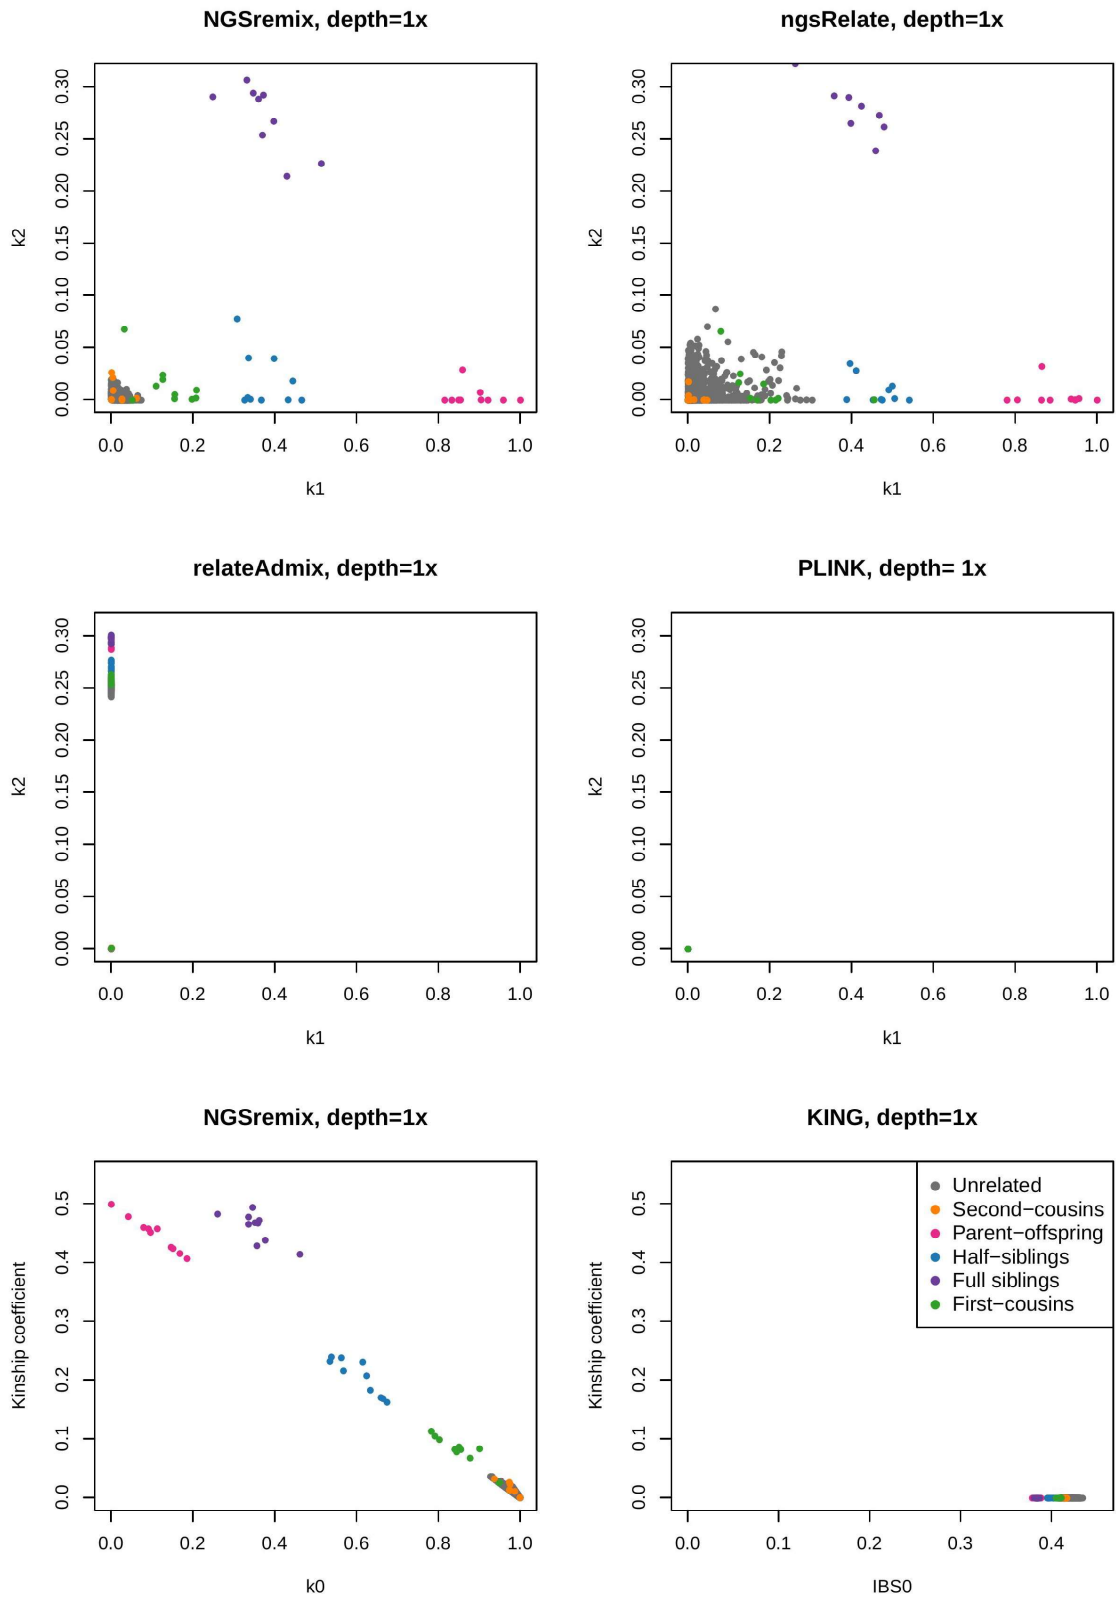 NGSremix, depth=1x
k2
0.00 0.05 0.10 0.15 0.20 0.25 0.30
0.0 0.2 0.4 0.6 0.8 1.0
k1
ngsRelate, depth=1x
k2
0.00 0.05 0.10 0.15 0.20 0.25 0.30
0.0 0.2 0.4 0.6 0.8 1.0
k1
relateAdmix, depth=1x
k2
0.00 0.05 0.10 0.15 0.20 0.25 0.30
0.0 0.2 0.4 0.6 0.8 1.0
k1
PLINK, depth= 1x
k2
0.00 0.05 0.10 0.15 0.20 0.25 0.30
0.0 0.2 0.4 0.6 0.8 1.0
k1
NGSremix, depth=1x
Kinship coefficient
0.0 0.1 0.2 0.3 0.4 0.5
0.0 0.2 0.4 0.6 0.8 1.0
k0
KING, depth=1x
Kinship coefficient
0.0 0.1 0.2 0.3 0.4 0.5
Unrelated
Second−cousins
Parent−offspring
Half−siblings
Full siblings
First−cousins
0.0 0.1 0.2 0.3 0.4
IBS0